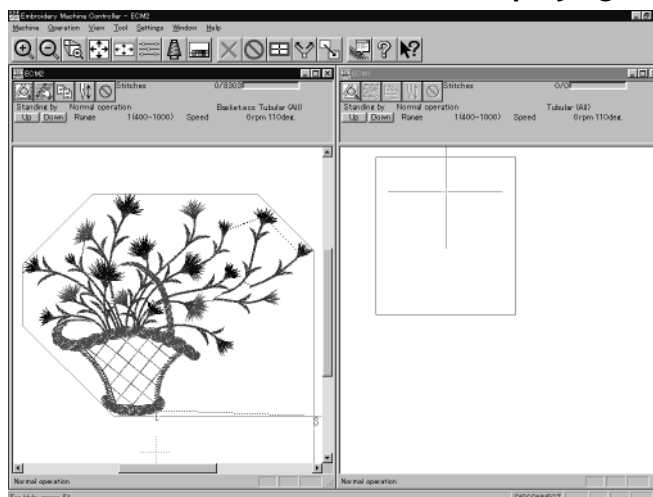 Embroidery Machine Controller - ECM2
Machine Operation View Tool Settings Window Help
ECM2
Stitches 0/8303
Standing by Normal operation Basket.ecs Tubular (All)
Up Down Range 1(400~1000) Speed 0rpm 110deg.
L
S
Normal operation
ECM1
Stitches 0/0
Standing by Normal operation Tubular (All)
Up Down Range 1(400~1000) Speed 0rpm 110deg.
Normal operation